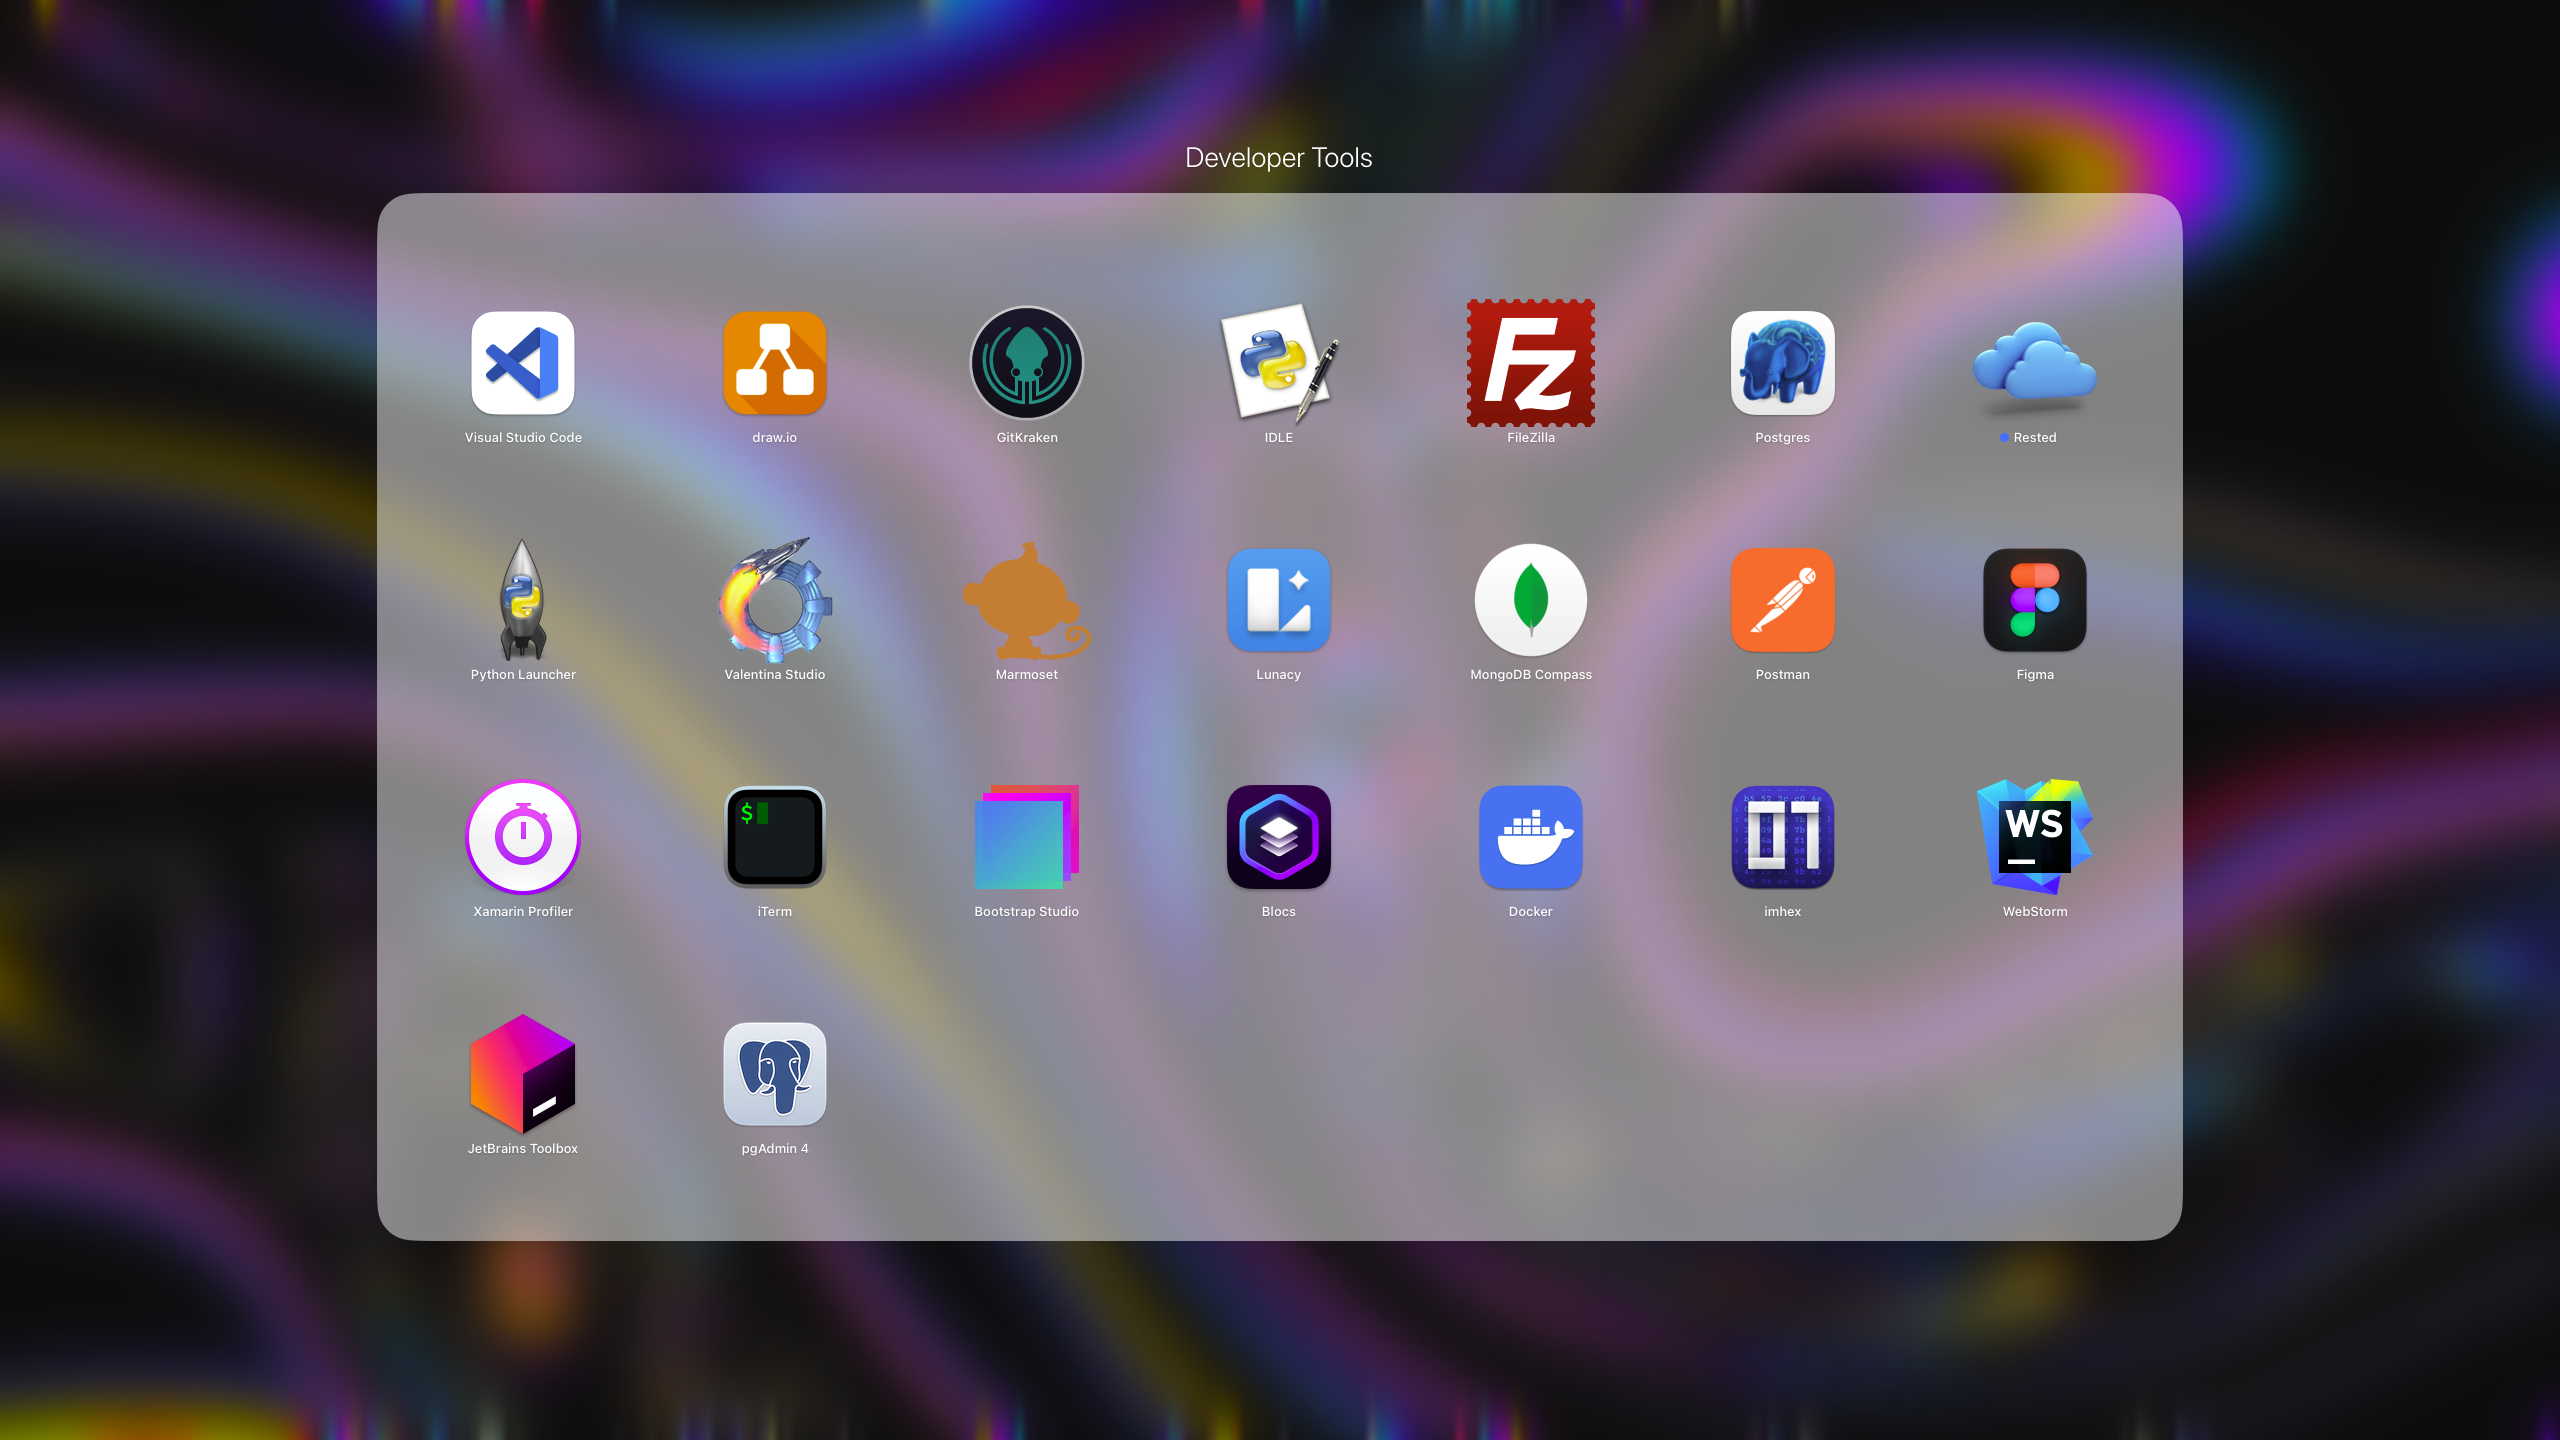 Developer Tools
Visual Studio Code
draw.io
GitKraken
IDLE
Fz
FileZilla
Postgres
Rested
Python Launcher
Valentina Studio
Marmoset
Lunacy
MongoDB Compass
Postman
Figma
$
WS
Xamarin Profiler
iTerm
Bootstrap Studio
Blocs
Docker
imhex
WebStorm
JetBrains Toolbox
pgAdmin 4